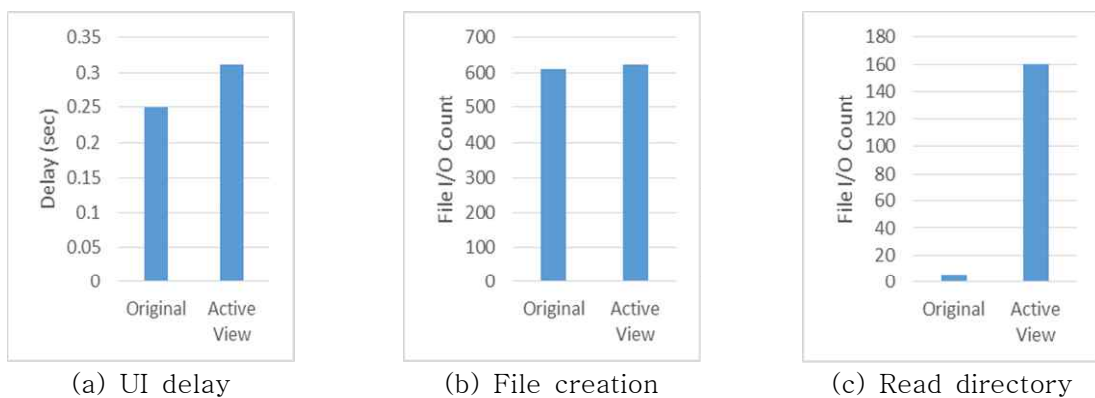 0.35
0.3
0.25
0.2
0.15
0.1
0.05
0
Delay (sec)
Original
Active
View
(a) UI delay
700
600
500
400
300
200
100
0
File I/O Count
Original
Active
View
(b) File creation
180
160
140
120
100
80
60
40
20
0
File I/O Count
Original
Active
View
(c) Read directory